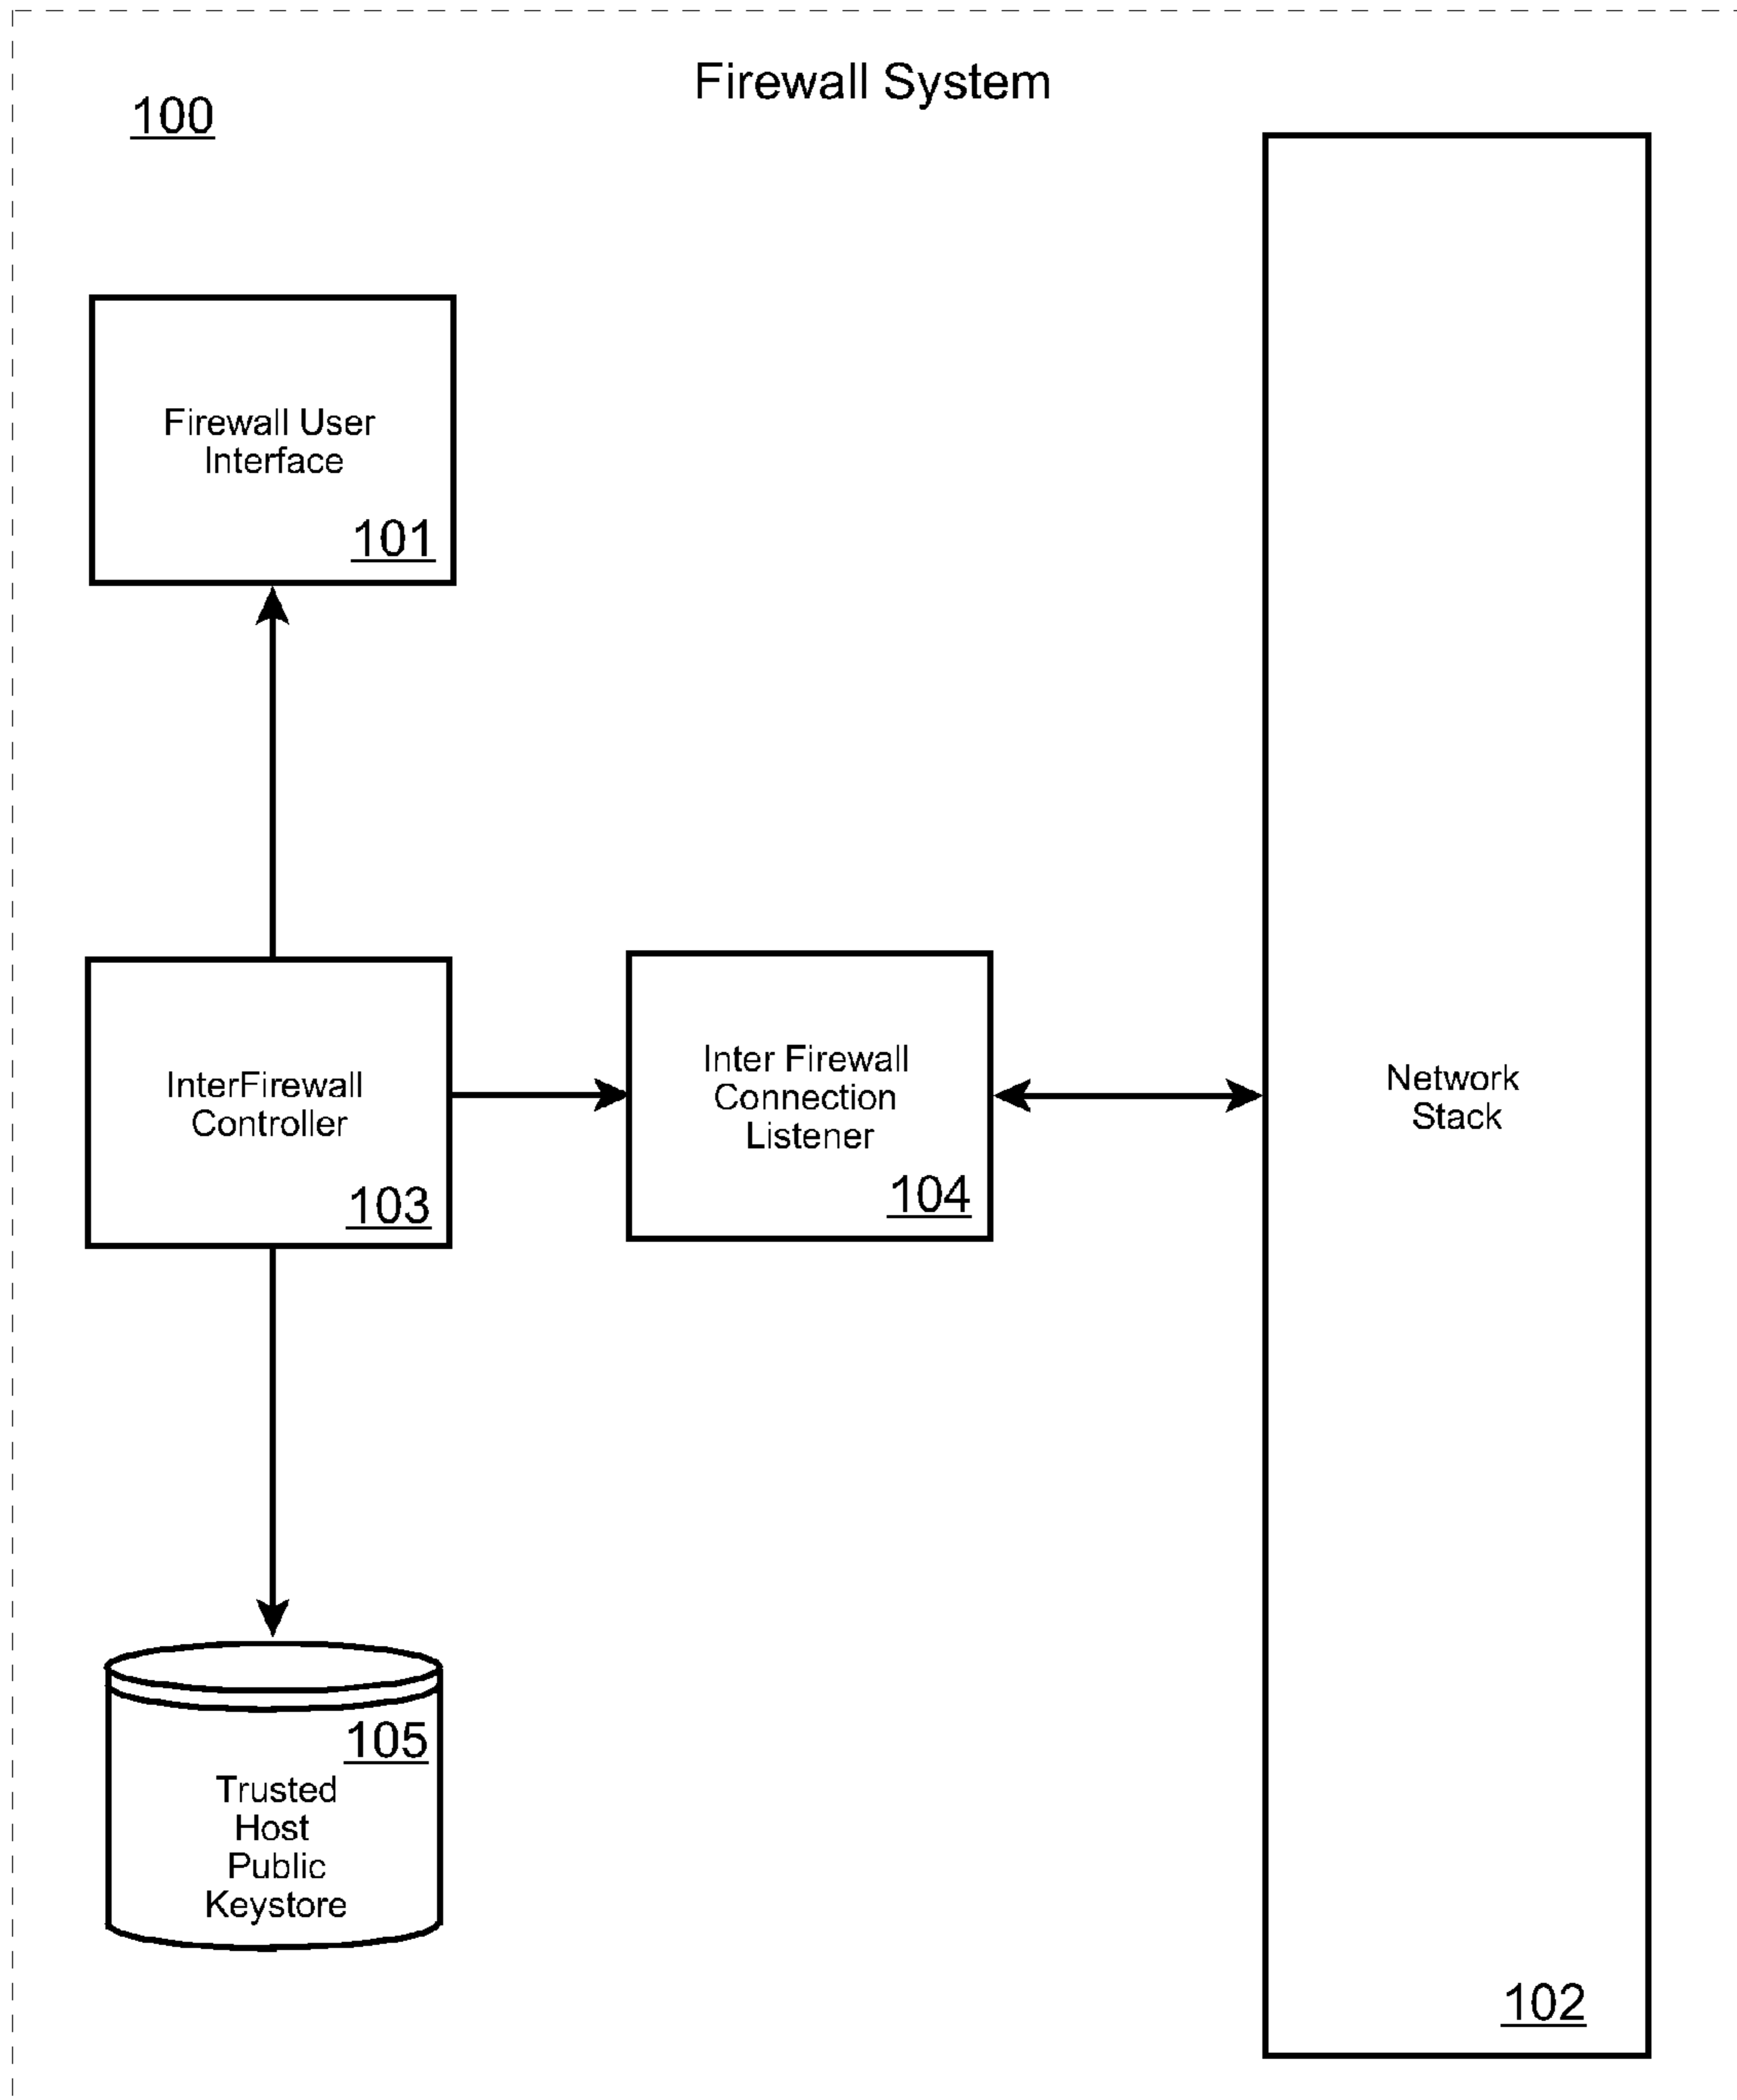 Firewall System
100
Firewall User
Interface
101
InterFirewall
Controller
103
Inter Firewall
Connection
Listener
104
Network
Stack
102
105
Trusted
Host
Public
Keystore